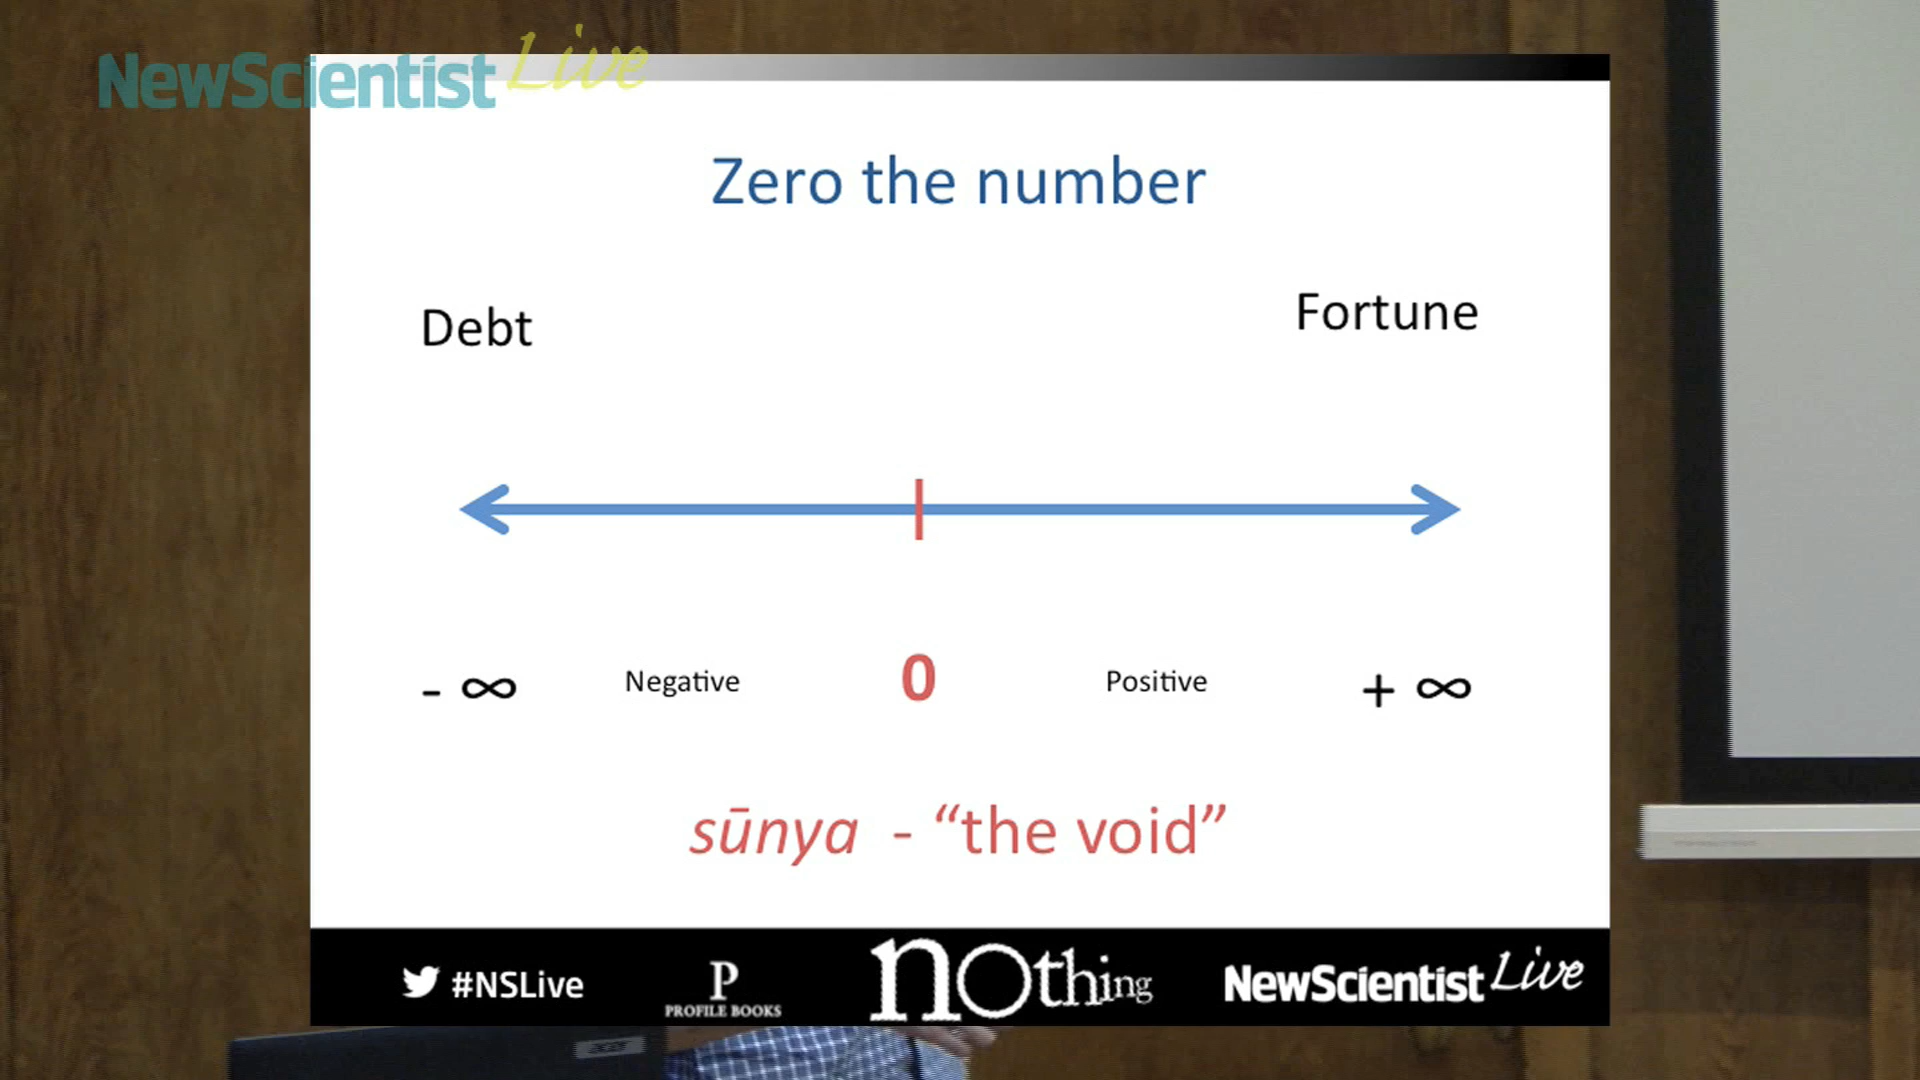 NewScientist Live
Zero the number
Debt
Fortune
- ∞ Negative 0 Positive + ∞
sūnya - “the void”
#NSLive
P
PROFILE BOOKS
nothing
NewScientist Live
acer